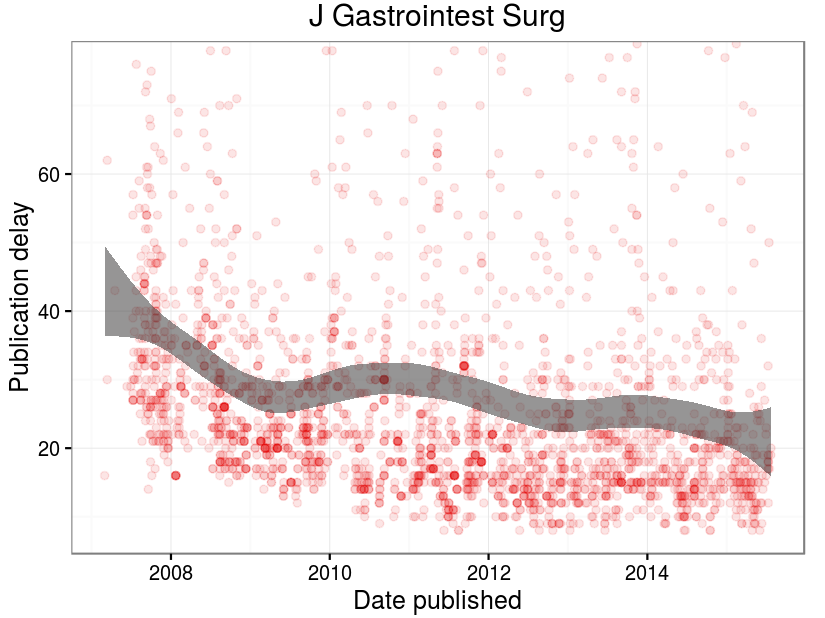 J Gastrointest Surg
Publication delay
60
40
20
2008 2010 2012 2014
Date published